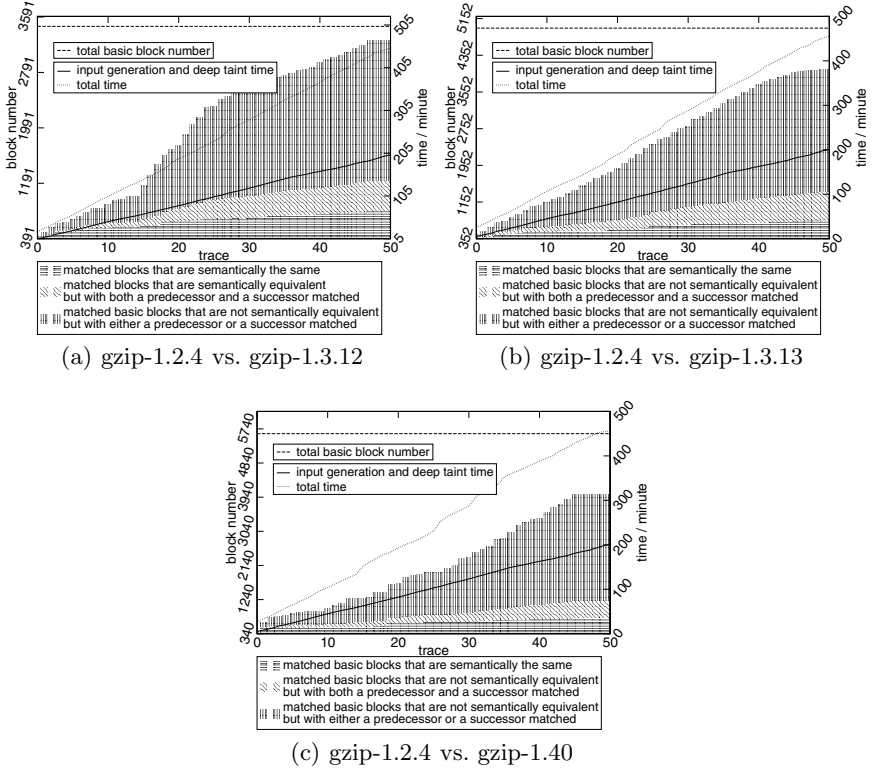 3591
2791
1991
1191
391
block number
total basic block number
input generation and deep taint time
total time
505
405
305
205
105
5
time / minute
0 10 20 30 40 50
trace
matched blocks that are semantically the same
matched basic blocks that are semantically equivalent
but with both a predecessor and a successor matched
matched basic blocks that are not semantically equivalent
but with either a predecessor or a successor matched
(a) gzip-1.2.4 vs. gzip-1.3.12
5152
4352
3552
2752
1952
1152
352
block number
total basic block number
input generation and deep taint time
total time
500
400
300
200
100
0
time / minute
0 10 20 30 40 50
trace
matched basic blocks that are semantically the same
matched basic blocks that are not semantically equivalent
but with both a predecessor and a successor matched
matched basic blocks that are not semantically equivalent
but with either a predecessor or a successor matched
(b) gzip-1.2.4 vs. gzip-1.3.13
5740
4840
3940
3040
2140
1240
340
block number
total basic block number
input generation and deep taint time
total time
500
400
300
200
100
0
time / minute
0 10 20 30 40 50
trace
matched basic blocks that are semantically the same
matched basic blocks that are not semantically equivalent
but with both a predecessor and a successor matched
matched basic blocks that are not semantically equivalent
but with either a predecessor or a successor matched
(c) gzip-1.2.4 vs. gzip-1.40